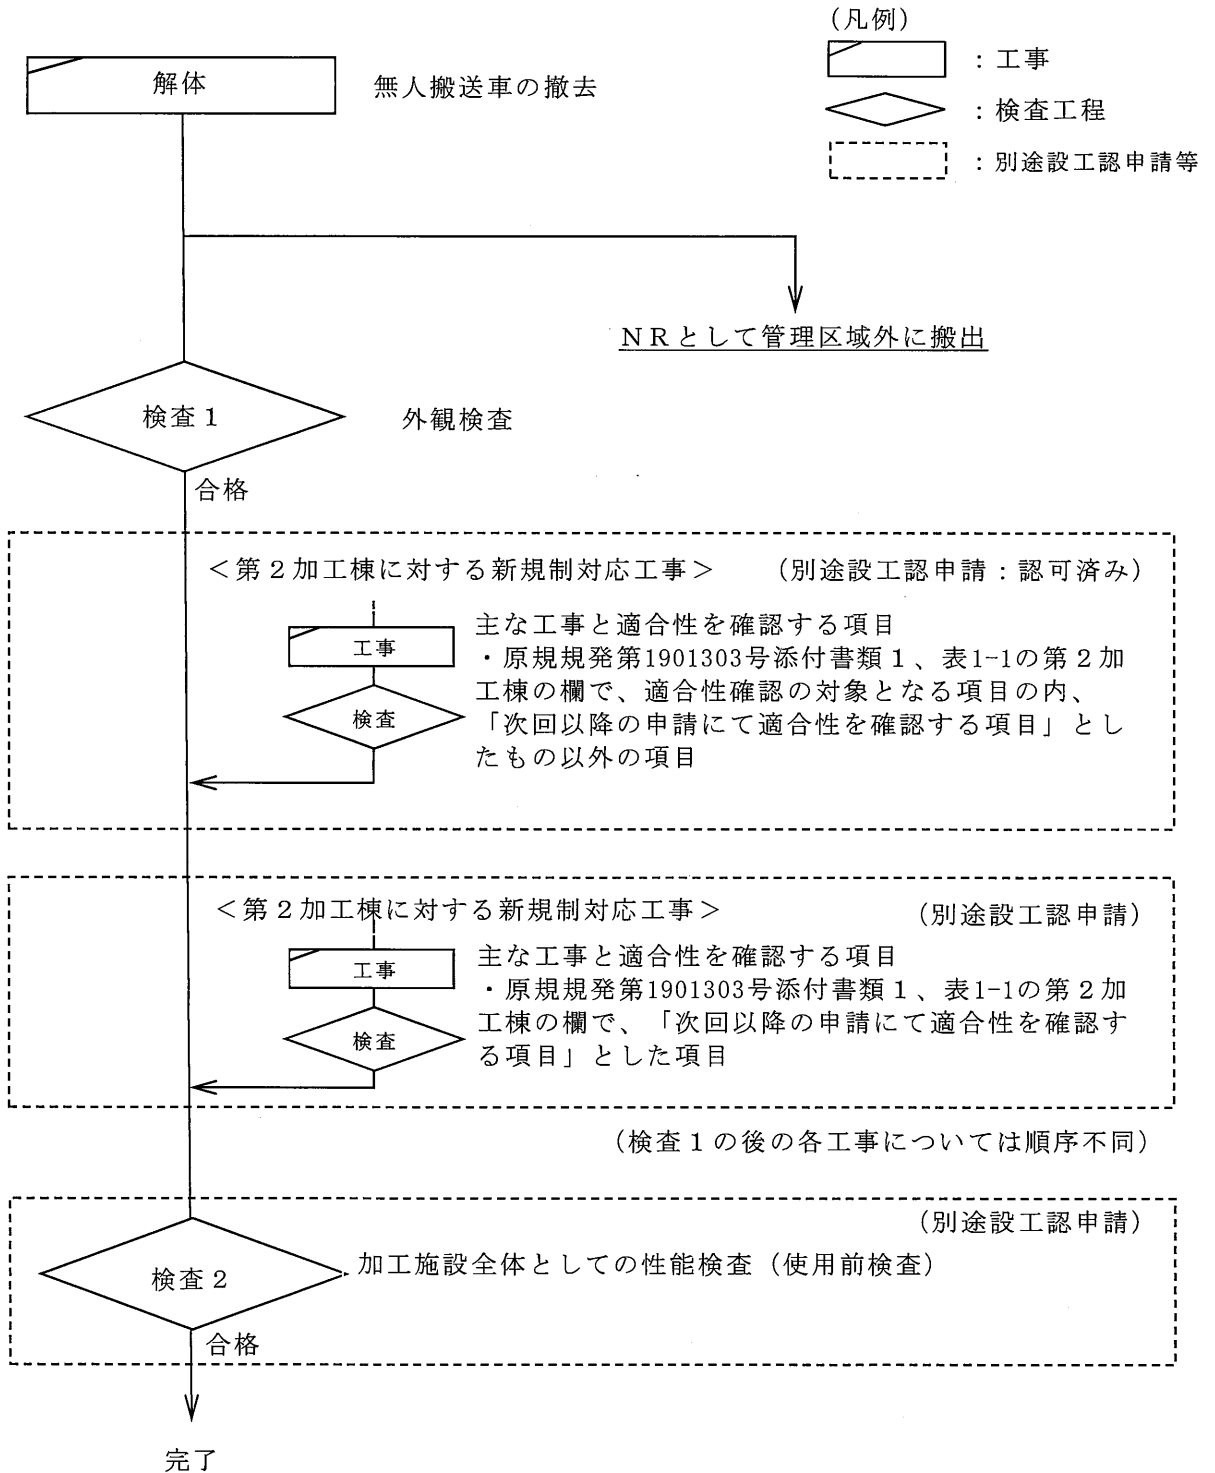 (凡例)
：工事
：検査工程
：別途設工認申請等
解体
無人搬送車の撤去
ＮＲとして管理区域外に搬出
検査１
外観検査
合格
＜第２加工棟に対する新規制対応工事＞
(別途設工認申請：認可済み)
工事
検査
主な工事と適合性を確認する項目
・原規規発第1901303号添付書類１、表1-1の第２加
工棟の欄で、適合性確認の対象となる項目の内、
「次回以降の申請にて適合性を確認する項目」とし
たもの以外の項目
＜第２加工棟に対する新規制対応工事＞
(別途設工認申請)
工事
検査
主な工事と適合性を確認する項目
・原規規発第1901303号添付書類１、表1-1の第２加
工棟の欄で、「次回以降の申請にて適合性を確認す
る項目」とした項目
(検査１の後の各工事については順序不同)
(別途設工認申請)
検査２
加工施設全体としての性能検査（使用前検査）
合格
完了